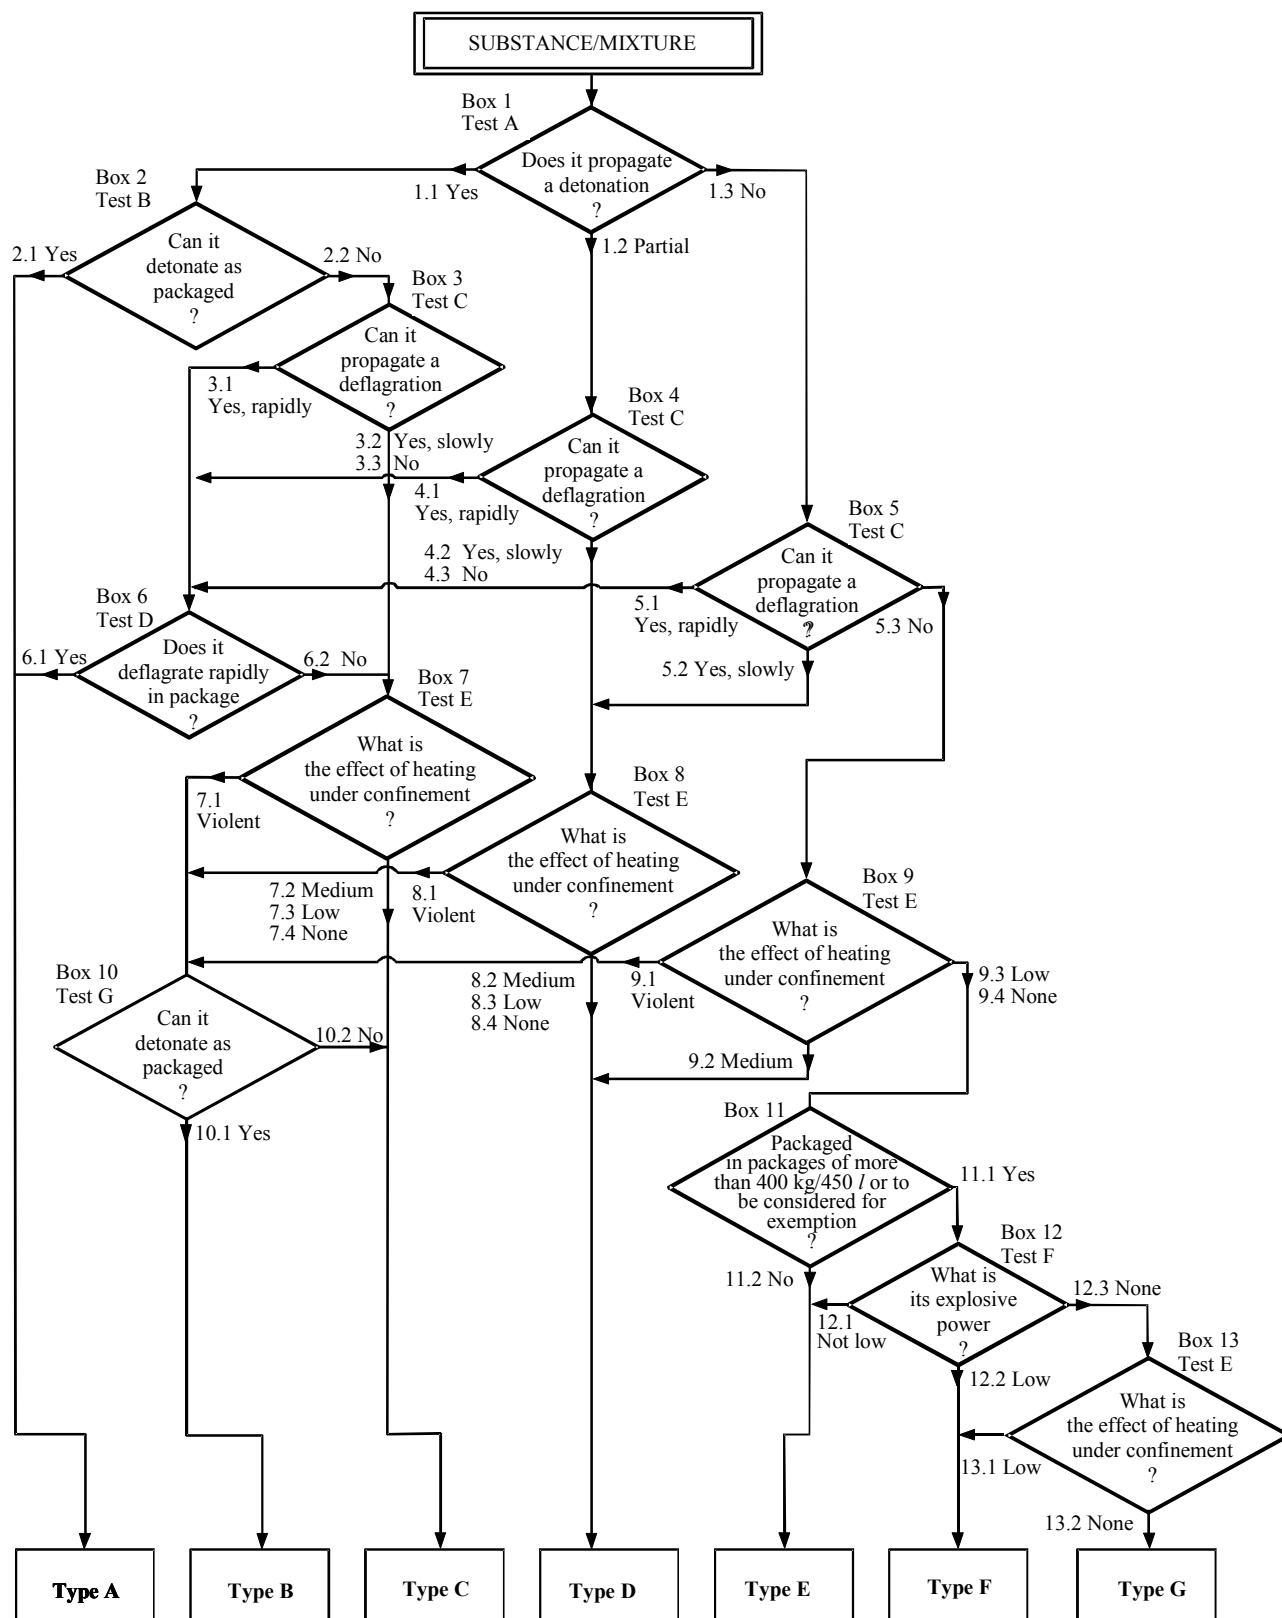 SUBSTANCE/MIXTURE
Box 1
Test A
Does it propagate
a detonation
?
1.1 Yes
1.2 Partial
1.3 No
Box 2
Test B
Can it
detonate as
packaged
?
2.1 Yes
2.2 No
Box 3
Test C
Can it
propagate a
deflagration
?
3.1
Yes, rapidly
3.2 Yes, slowly
3.3 No
Box 4
Test C
Can it
propagate a
deflagration
?
4.1
Yes, rapidly
4.2 Yes, slowly
4.3 No
Box 5
Test C
Can it
propagate a
deflagration
?
5.1
Yes, rapidly
5.2 Yes, slowly
5.3 No
Box 6
Test D
Does it
deflagrate rapidly
in package
?
6.1 Yes
6.2 No
Box 7
Test E
What is
the effect of heating
under confinement
?
7.1
Violent
7.2 Medium
7.3 Low
7.4 None
Box 8
Test E
What is
the effect of heating
under confinement
?
8.1
Violent
8.2 Medium
8.3 Low
8.4 None
Box 9
Test E
What is
the effect of heating
under confinement
?
9.1
Violent
9.2 Medium
9.3 Low
9.4 None
Box 10
Test G
Can it
detonate as
packaged
?
10.1 Yes
10.2 No
Box 11
Packaged
in packages of more
than 400 kg/450 l or to
be considered for
exemption
?
11.1 Yes
11.2 No
Box 12
Test F
What is
its explosive
power
?
12.1
Not low
12.2 Low
12.3 None
Box 13
Test E
What is
the effect of heating
under confinement
?
13.1 Low
13.2 None
Type A
Type B
Type C
Type D
Type E
Type F
Type G